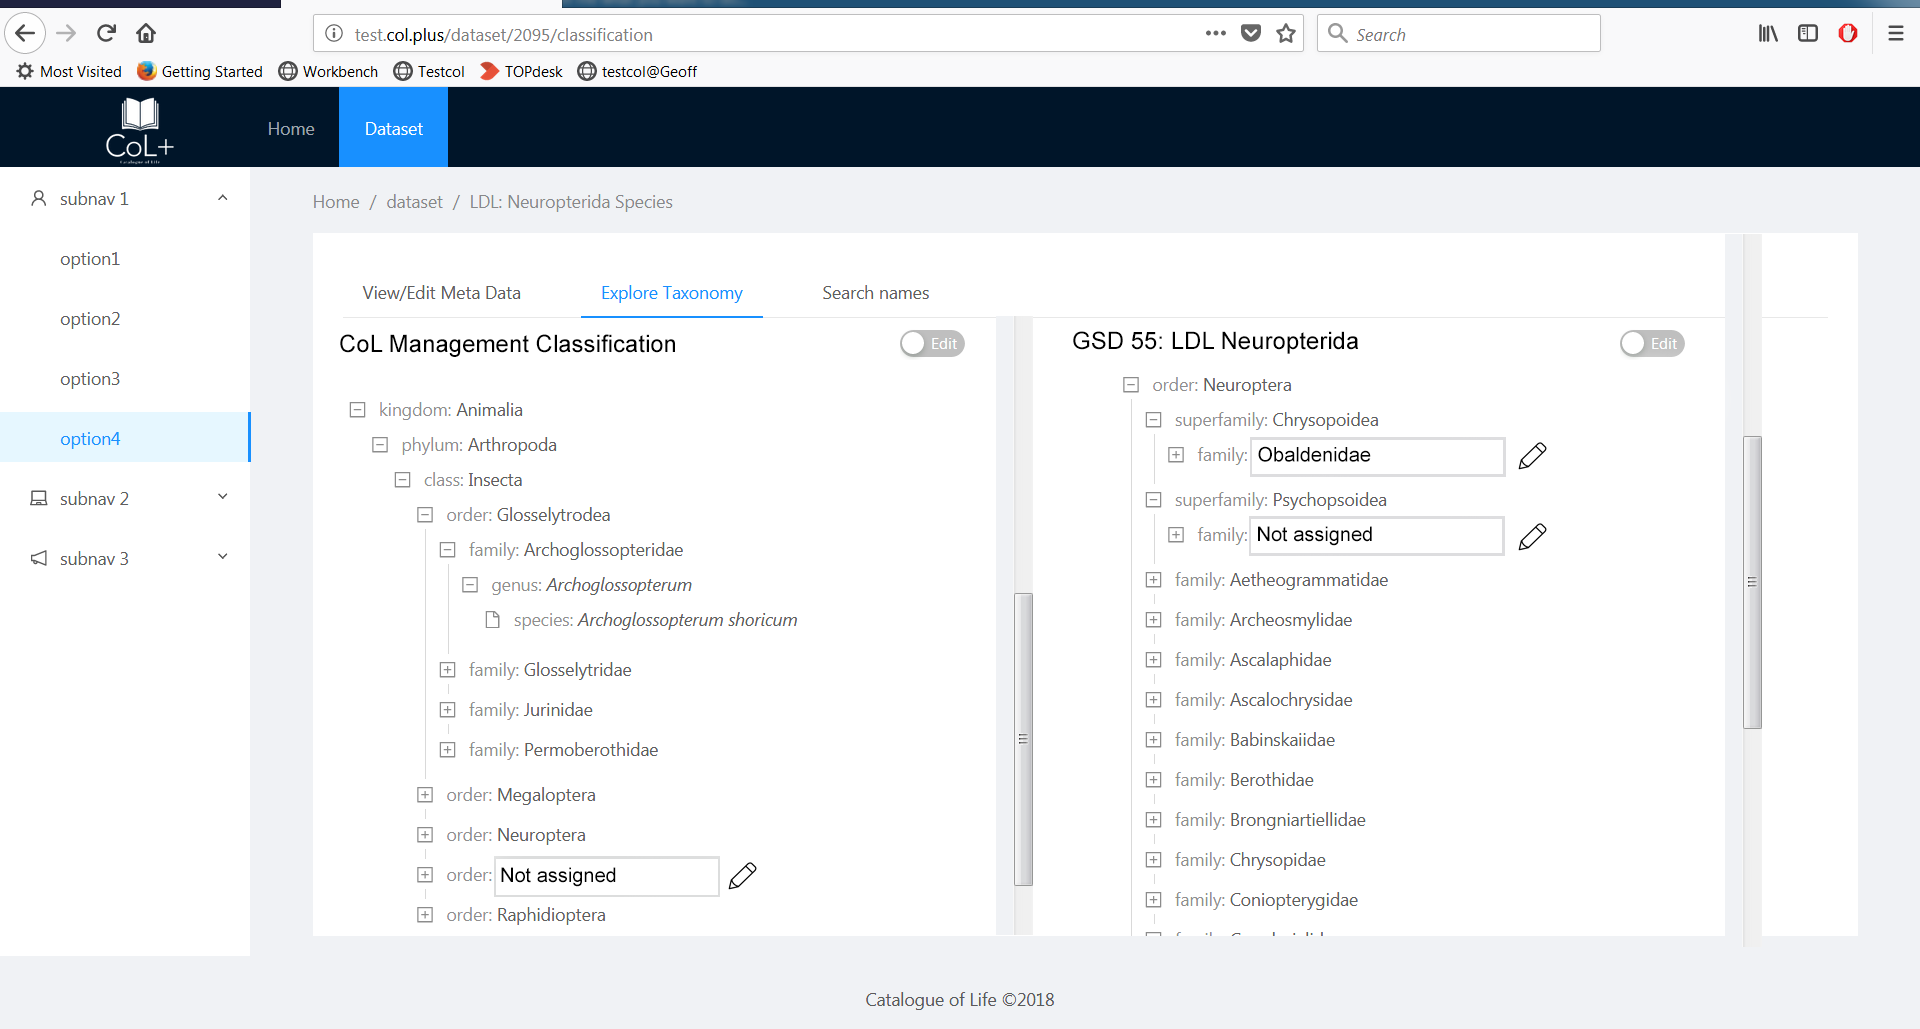 test.col.plus/dataset/2095/classification
Search
Most Visited
Getting Started
Workbench
Testcol
TOPdesk
testcol@Geoff
CoL+
Catalogue of Life
Home
Dataset
subnav 1
option1
option2
option3
option4
subnav 2
subnav 3
Home / dataset / LDL: Neuropterida Species
View/Edit Meta Data
Explore Taxonomy
Search names
CoL Management Classification
Edit
kingdom: Animalia
phylum: Arthropoda
class: Insecta
order: Glosselytrodea
family: Archoglossopteridae
genus: Archoglossopterum
species: Archoglossopterum shoricum
family: Glosselytridae
family: Jurinidae
family: Permoberothidae
order: Megaloptera
order: Neuroptera
order: Not assigned
order: Raphidioptera
GSD 55: LDL Neuropterida
Edit
order: Neuroptera
superfamily: Chrysopoidea
family: Obaldenidae
superfamily: Psychopsoidea
family: Not assigned
family: Aetheogrammatidae
family: Archeosmylidae
family: Ascalaphidae
family: Ascalochrysidae
family: Babinskaiidae
family: Berothidae
family: Brongniartiellidae
family: Chrysopidae
family: Coniopterygidae
Catalogue of Life ©2018